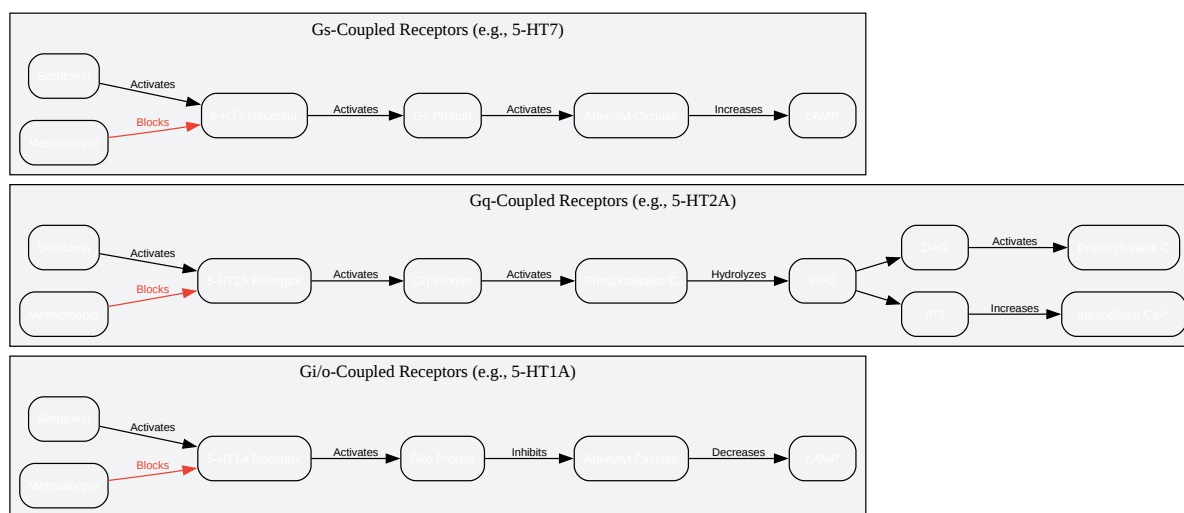 Gs-Coupled Receptors (e.g., 5-HT7)
Serotonin
Activates
Methiothepin
Blocks
5-HT7 Receptor
Activates
Gs Protein
Activates
Adenylyl Cyclase
Increases
cAMP
Gq-Coupled Receptors (e.g., 5-HT2A)
Serotonin
Activates
Methiothepin
Blocks
5-HT2A Receptor
Activates
Gq Protein
Activates
Phospholipase C
Hydrolyzes
PIP2
DAG
Activates
Protein Kinase C
IP3
Increases
Intracellular Ca²⁺
Gi/o-Coupled Receptors (e.g., 5-HT1A)
Serotonin
Activates
Methiothepin
Blocks
5-HT1A Receptor
Activates
Gi/o Protein
Inhibits
Adenylyl Cyclase
Decreases
cAMP